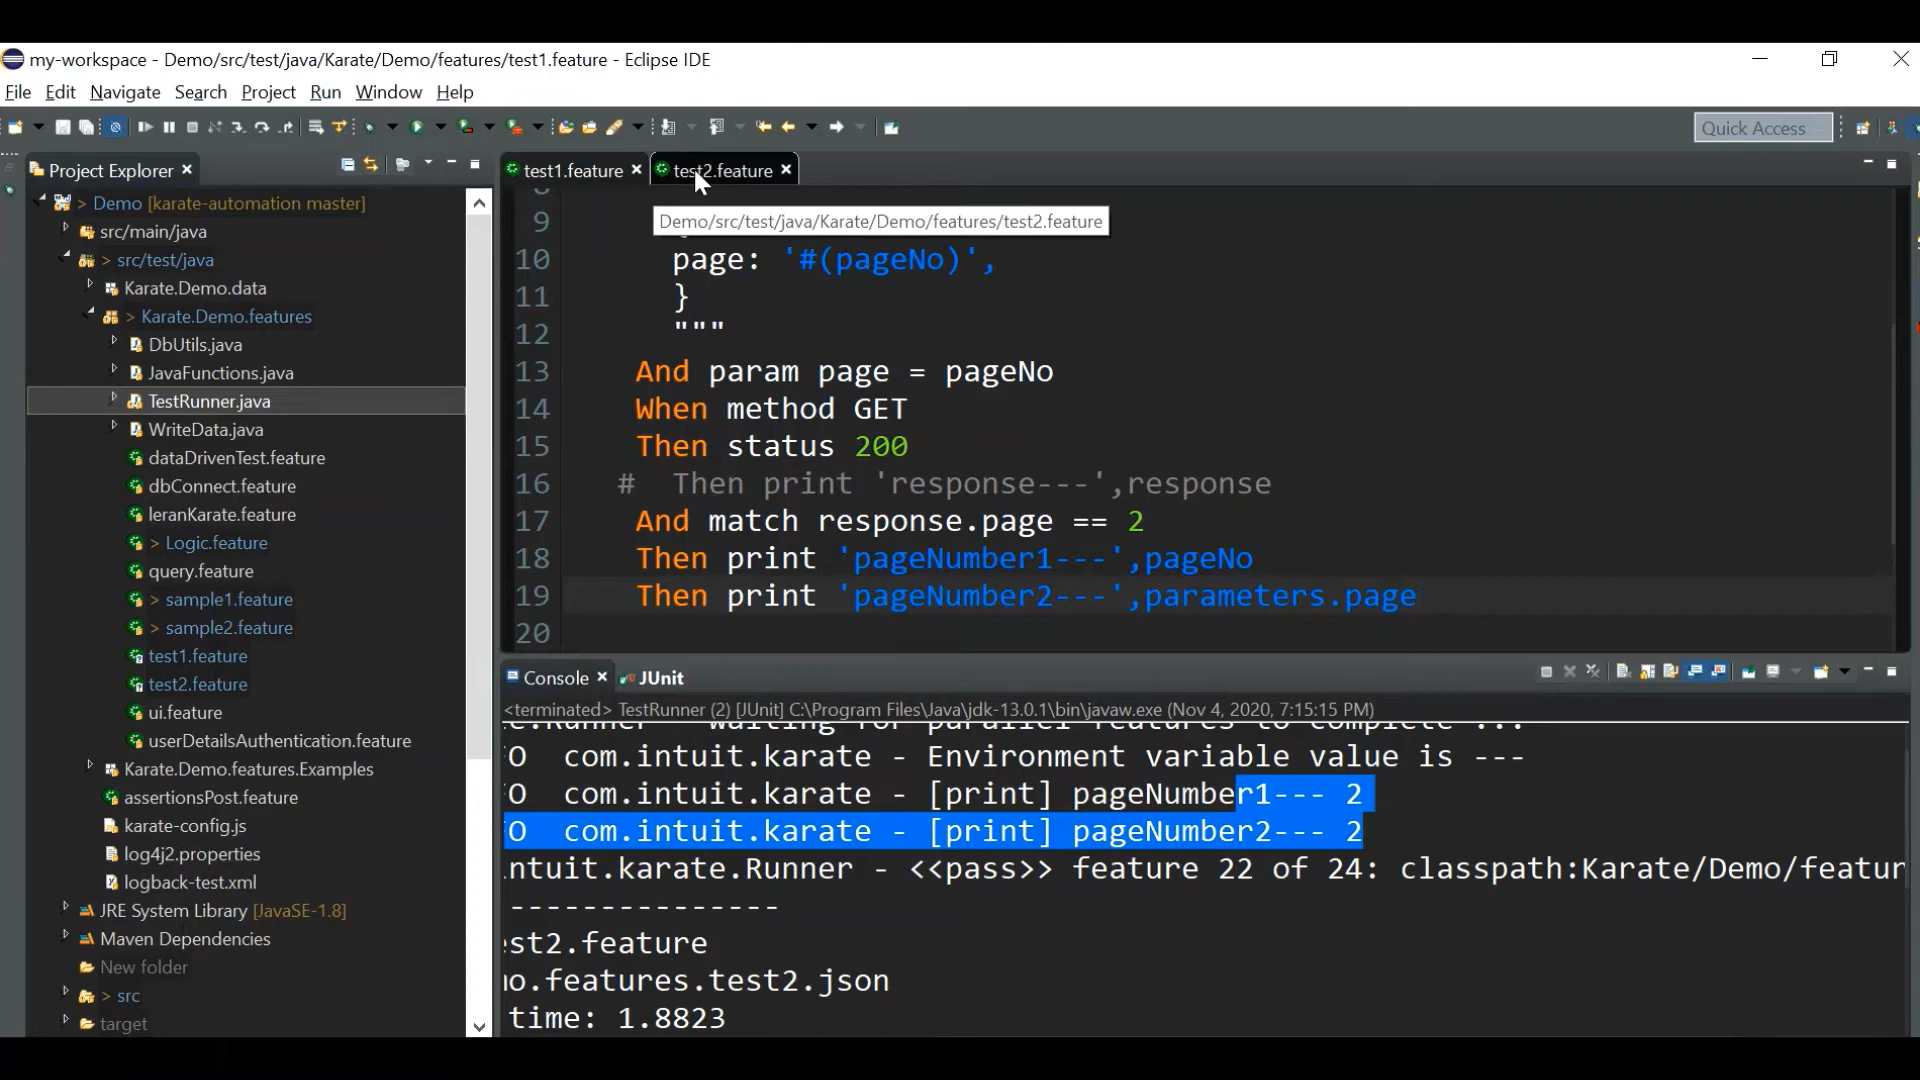 my-workspace - Demo/src/test/java/Karate/Demo/features/test1.feature - Eclipse IDE
File Edit Navigate Search Project Run Window Help
Quick Access
Project Explorer
> Demo [karate-automation master]
src/main/java
> src/test/java
Karate.Demo.data
> Karate.Demo.features
DbUtils.java
JavaFunctions.java
TestRunner.java
WriteData.java
dataDrivenTest.feature
dbConnect.feature
leranKarate.feature
> Logic.feature
query.feature
> sample1.feature
> sample2.feature
test1.feature
test2.feature
ui.feature
userDetailsAuthentication.feature
Karate.Demo.features.Examples
assertionsPost.feature
karate-config.js
log4j2.properties
logback-test.xml
JRE System Library [JavaSE-1.8]
Maven Dependencies
New folder
> src
target
test1.feature test2.feature
Demo/src/test/java/Karate/Demo/features/test2.feature
9
10 page: '#(pageNo)',
11 }
12 """
13 And param page = pageNo
14 When method GET
15 Then status 200
16 # Then print 'response---',response
17 And match response.page == 2
18 Then print 'pageNumber1---',pageNo
19 Then print 'pageNumber2---',parameters.page
20
Console JUnit
<terminated> TestRunner (2) [JUnit] C:\Program Files\Java\jdk-13.0.1\bin\javaw.exe (Nov 4, 2020, 7:15:15 PM)
.Runner - waiting for parallel features to complete ...
O com.intuit.karate - Environment variable value is ---
O com.intuit.karate - [print] pageNumber1--- 2
O com.intuit.karate - [print] pageNumber2--- 2
intuit.karate.Runner - <<pass>> feature 22 of 24: classpath:Karate/Demo/featur
---------------
est2.feature
o.features.test2.json
time: 1.8823